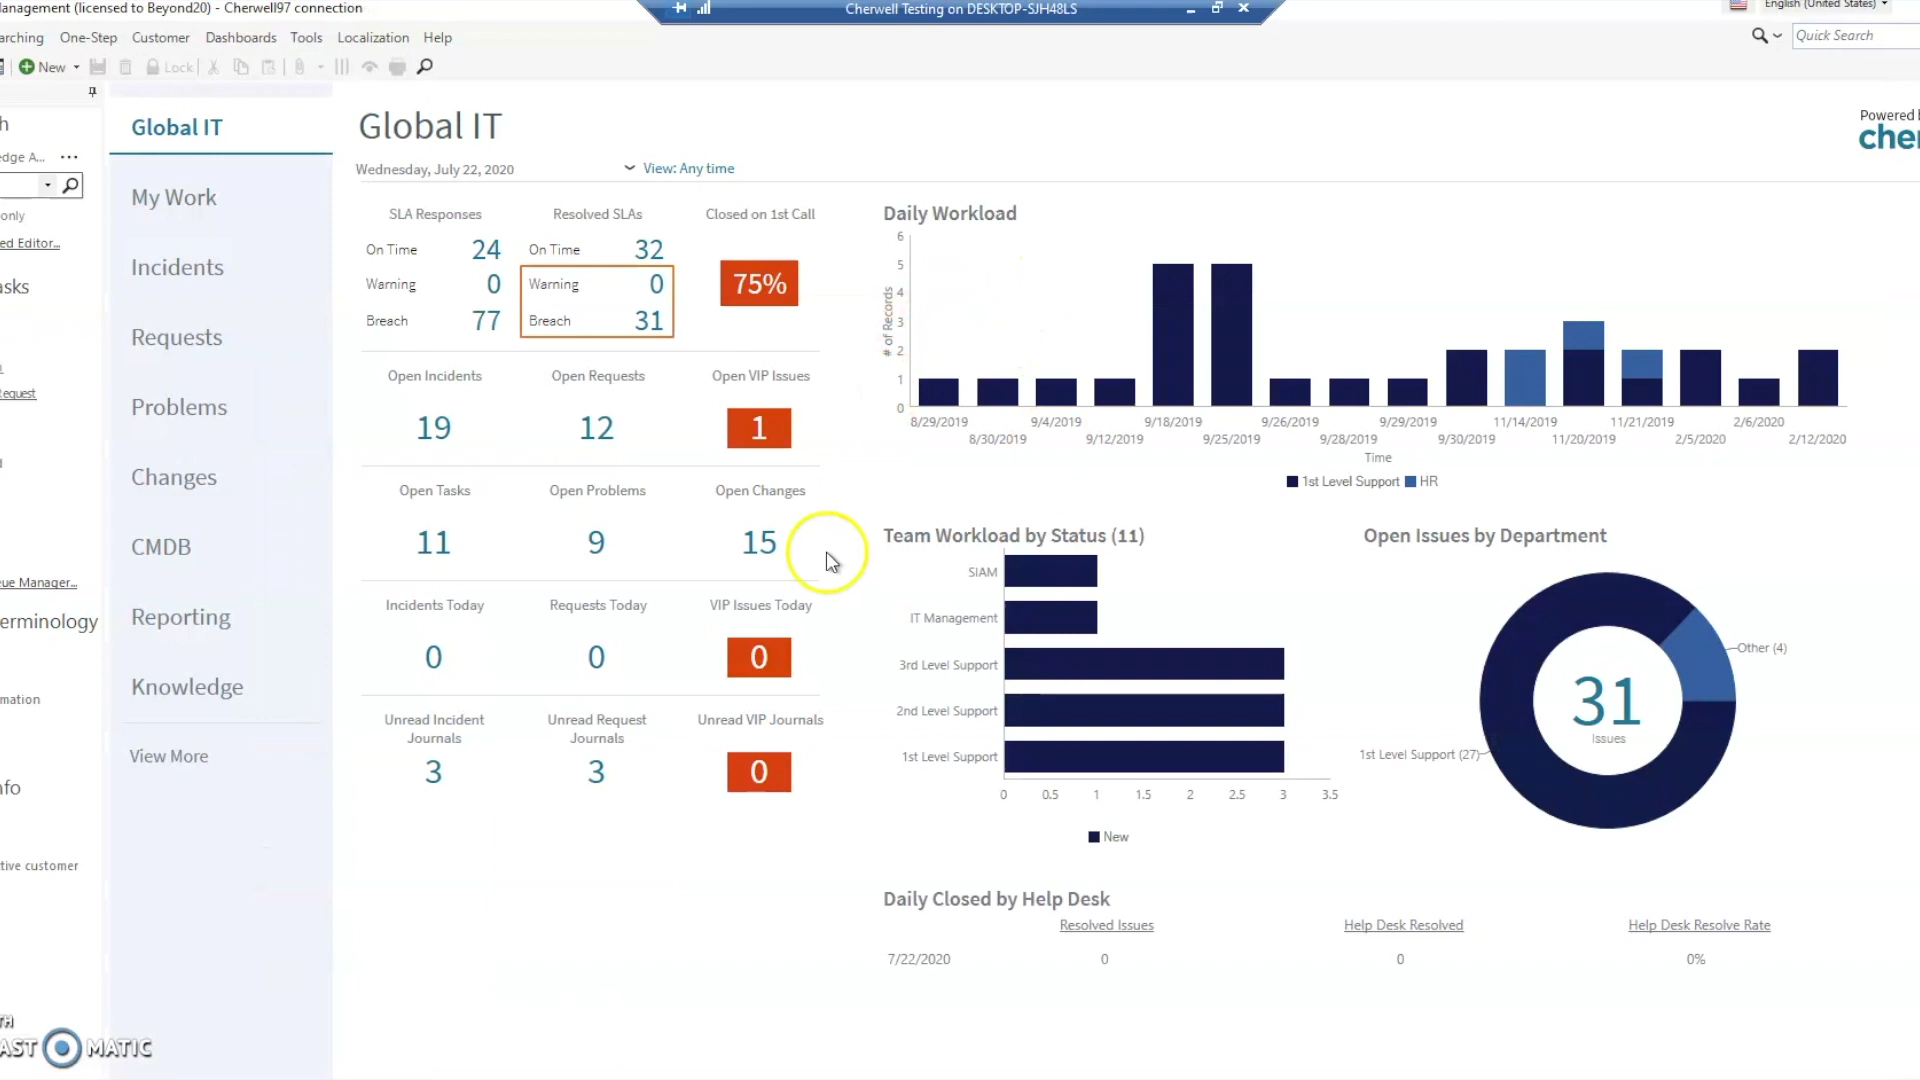 anagement (licensed to Beyond20) - Cherwell97 connection
Cherwell Testing on DESKTOP-SJH48LS
English (United States)
arching One-Step Customer Dashboards Tools Localization Help
Quick Search
New
Lock
h
edge A... ...
only
ed Editor...
asks
equest
ue Manager...
erminology
mation
nfo
tive customer
Global IT
My Work
Incidents
Requests
Problems
Changes
CMDB
Reporting
Knowledge
View More
Global IT
Powered b
cher
Wednesday, July 22, 2020
View: Any time
SLA Responses Resolved SLAs Closed on 1st Call
On Time 24 On Time 32
Warning 0 Warning 0 75%
Breach 77 Breach 31
Open Incidents Open Requests Open VIP Issues
19 12 1
Open Tasks Open Problems Open Changes
11 9 15
Incidents Today Requests Today VIP Issues Today
0 0 0
Unread Incident Journals Unread Request Journals Unread VIP Journals
3 3 0
Daily Workload
# of Records
6
5
4
3
2
1
0
8/29/2019 9/4/2019 9/18/2019 9/26/2019 9/29/2019 11/14/2019 11/21/2019 2/6/2020
8/30/2019 9/12/2019 9/25/2019 9/28/2019 9/30/2019 11/20/2019 2/5/2020 2/12/2020
Time
1st Level Support HR
Team Workload by Status (11)
SIAM
IT Management
3rd Level Support
2nd Level Support
1st Level Support
0 0.5 1 1.5 2 2.5 3 3.5
New
Open Issues by Department
Other (4)
31
Issues
1st Level Support (27)
Daily Closed by Help Desk
Resolved Issues Help Desk Resolved Help Desk Resolve Rate
7/22/2020 0 0 0%
TH
AST MATIC